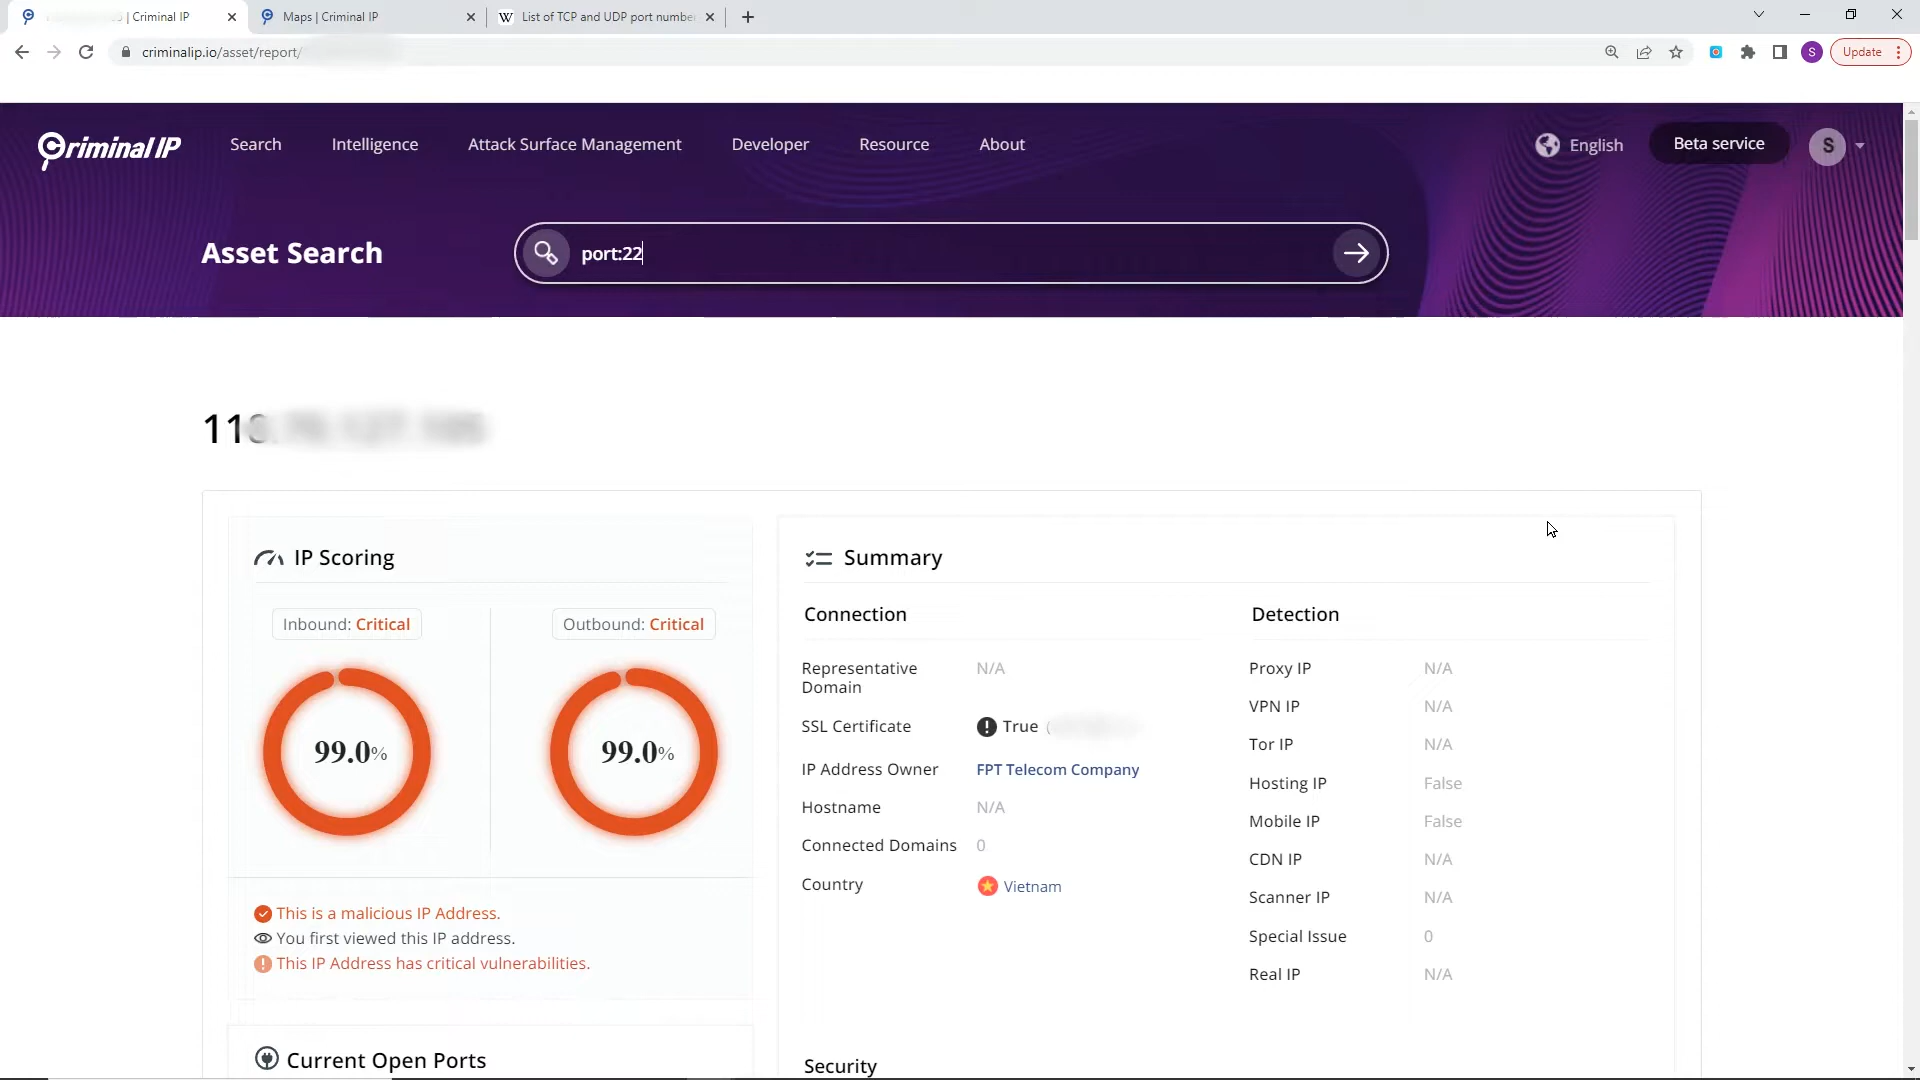 | Criminal IP
Maps | Criminal IP
List of TCP and UDP port number
criminalip.io/asset/report/
S
Update
Criminal IP
Search
Intelligence
Attack Surface Management
Developer
Resource
About
English
Beta service
S
Asset Search
port:22
IP Scoring
Inbound: Critical
Outbound: Critical
99.0%
99.0%
This is a malicious IP Address.
You first viewed this IP address.
This IP Address has critical vulnerabilities.
Current Open Ports
Summary
Connection
Representative
Domain
N/A
SSL Certificate
True (
IP Address Owner
FPT Telecom Company
Hostname
N/A
Connected Domains
0
Country
Vietnam
Detection
Proxy IP
N/A
VPN IP
N/A
Tor IP
N/A
Hosting IP
False
Mobile IP
False
CDN IP
N/A
Scanner IP
N/A
Special Issue
0
Real IP
N/A
Security